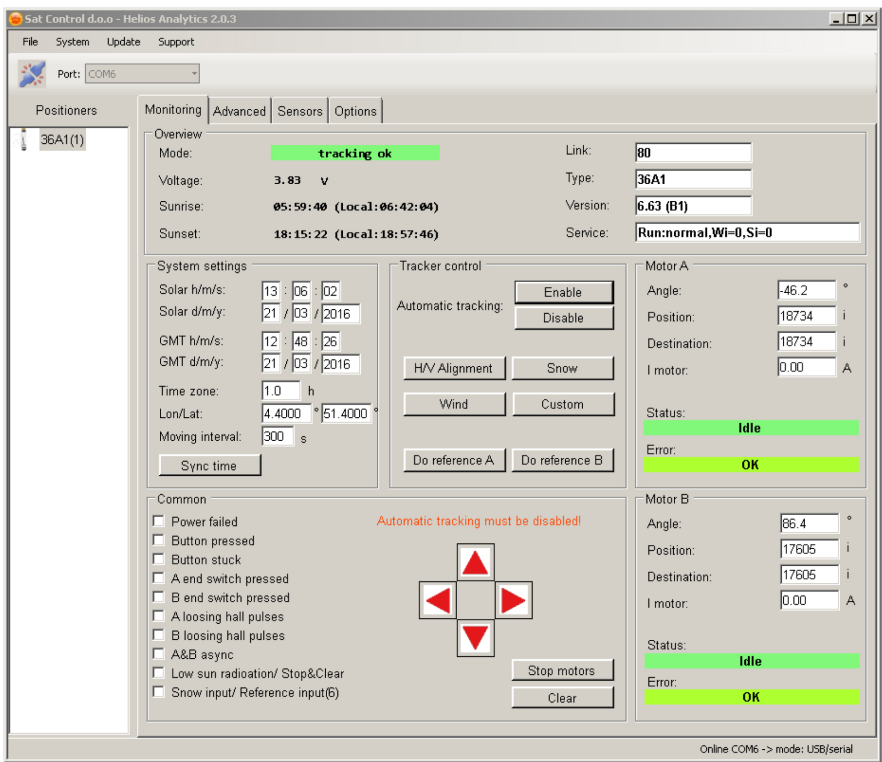 Sat Control d.o.o - Helios Analytics 2.0.3
File System Update Support
Port: COM6
Positioners
36A1(1)
Monitoring Advanced Sensors Options
Overview
Mode: tracking ok
Voltage: 3.83 V
Sunrise: 05:59:40 (Local:06:42:04)
Sunset: 18:15:22 (Local:18:57:46)
Link: 80
Type: 36A1
Version: 6.63 (B1)
Service: Run:normal,Wi=0,Si=0
System settings
Solar h/m/s: 13 : 06 : 02
Solar d/m/y: 21 / 03 / 2016
GMT h/m/s: 12 : 48 : 26
GMT d/m/y: 21 / 03 / 2016
Time zone: 1.0 h
Lon/Lat: 4.4000 ° 51.4000 °
Moving interval: 300 s
Sync time
Tracker control
Automatic tracking: Enable
Disable
H/V Alignment Snow
Wind Custom
Do reference A Do reference B
Motor A
Angle: -46.2 °
Position: 18734 i
Destination: 18734 i
I motor: 0.00 A
Status:
Idle
Error:
OK
Common
Power failed
Button pressed
Button stuck
A end switch pressed
B end switch pressed
A loosing hall pulses
B loosing hall pulses
A&B async
Low sun radioation/ Stop&Clear
Snow input/ Reference input(6)
Automatic tracking must be disabled!
Stop motors
Clear
Motor B
Angle: 86.4 °
Position: 17605 i
Destination: 17605 i
I motor: 0.00 A
Status:
Idle
Error:
OK
Online COM6 -> mode: USB/serial